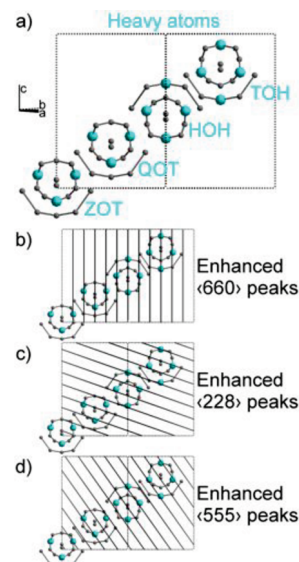 a)
Heavy atoms
c
b
a
TOH
HOH
QOT
ZOT
b)
Enhanced
‹660› peaks
c)
Enhanced
‹228› peaks
d)
Enhanced
‹555› peaks